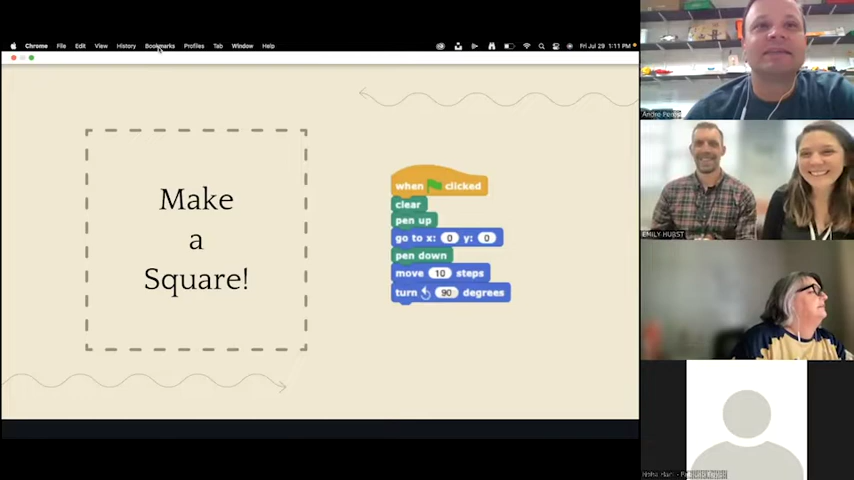 Chrome File Edit View History Bookmarks Profiles Tab Window Help
Fri Jul 29 1:11 PM
Make
a
Square!
when clicked
clear
pen up
go to x: 0 y: 0
pen down
move 10 steps
turn 90 degrees
EMILY HURST